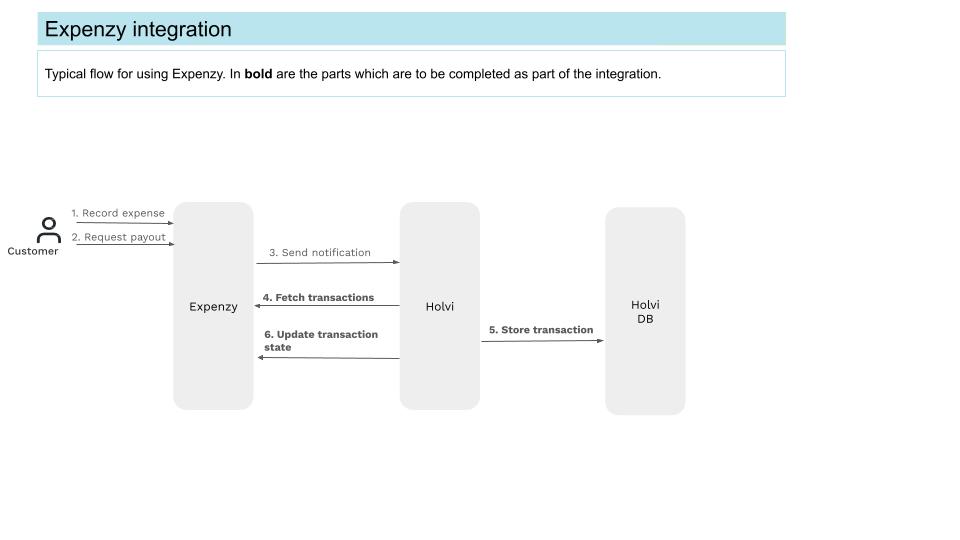 Expenzy integration
Typical flow for using Expenzy. In bold are the parts which are to be completed as part of the integration.
1. Record expense
2. Request payout
Customer
3. Send notification
4. Fetch transactions
Expenzy
Holvi
Holvi
DB
5. Store transaction
6. Update transaction
state